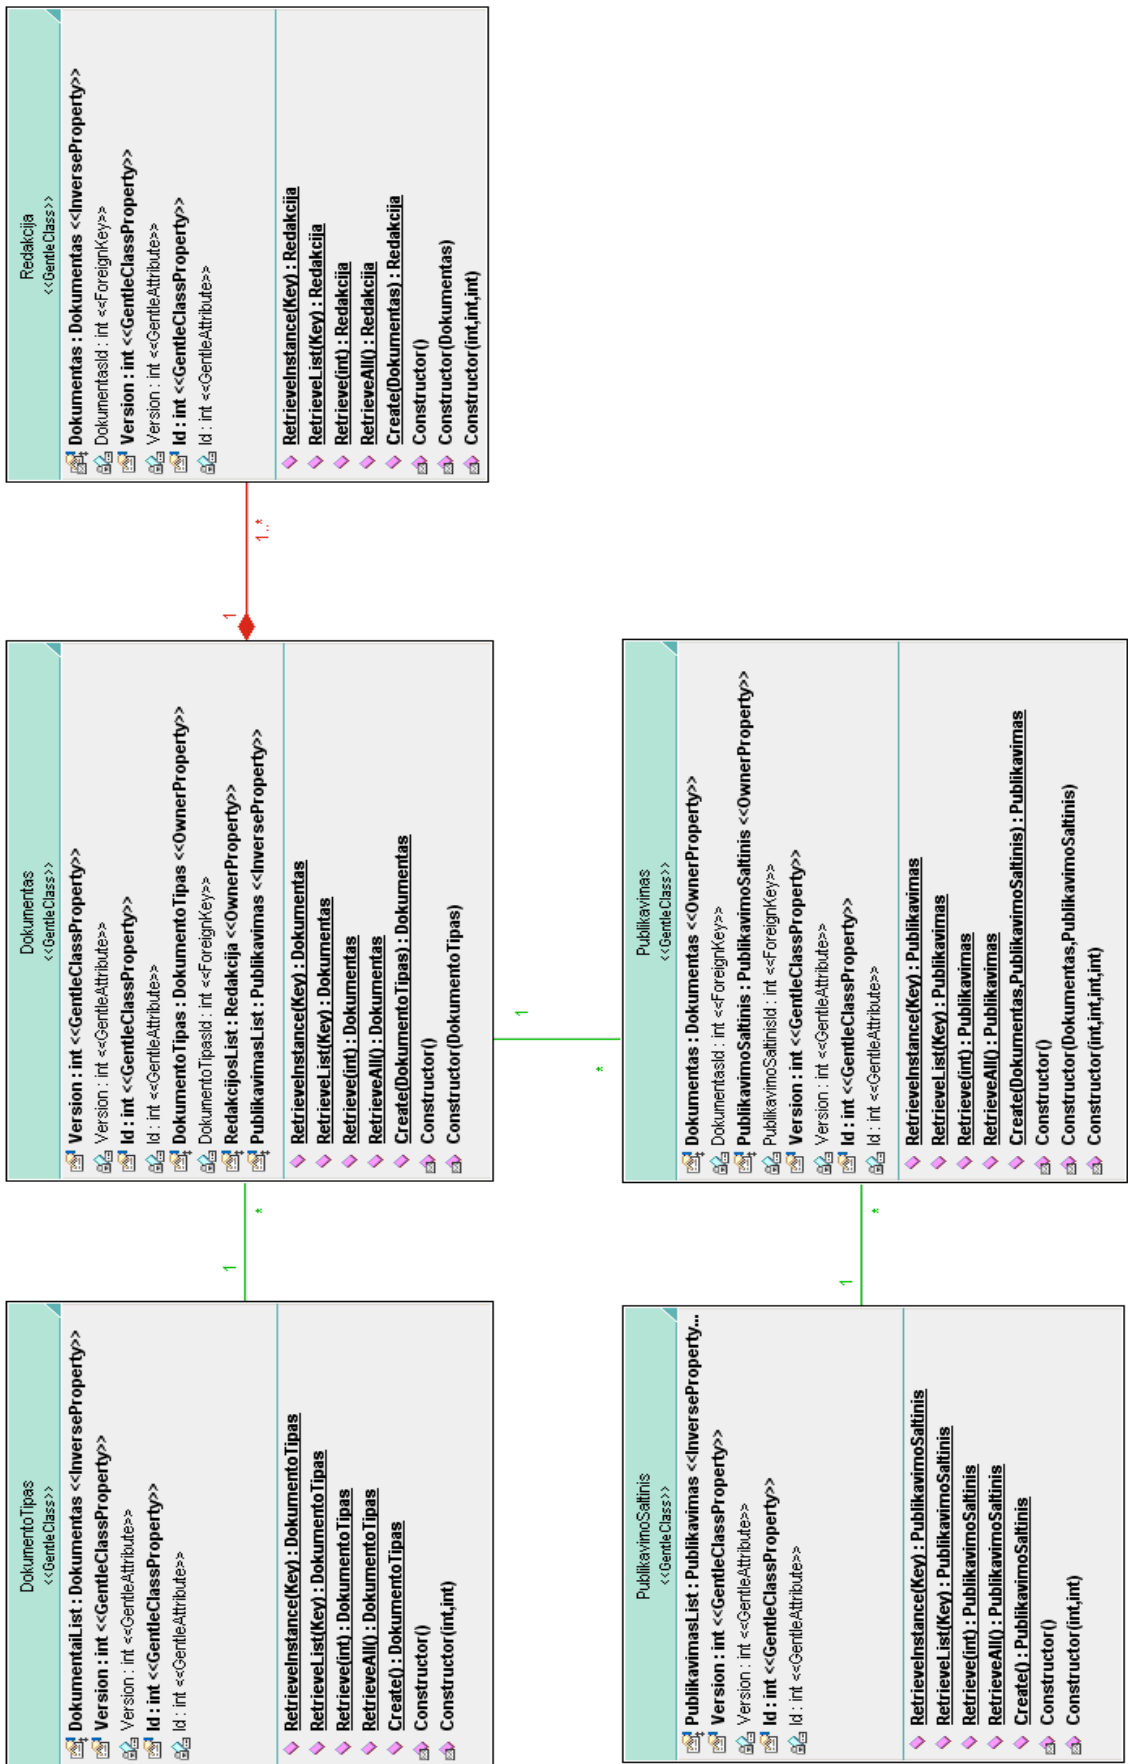 DokumentoTipas
<<GentleClass>>
DokumentaiList : Dokumentas <<InverseProperty>>
Version : int <<GentleClassProperty>>
Version : int <<GentleAttribute>>
Id : int <<GentleClassProperty>>
Id : int <<GentleAttribute>>
RetrieveInstance(Key) : DokumentoTipas
RetrieveList(Key) : DokumentoTipas
Retrieve(int) : DokumentoTipas
RetrieveAll() : DokumentoTipas
Create() : DokumentoTipas
Constructor()
Constructor(int,int)
1
*
Dokumentas
<<GentleClass>>
Version : int <<GentleClassProperty>>
Version : int <<GentleAttribute>>
Id : int <<GentleClassProperty>>
Id : int <<GentleAttribute>>
DokumentoTipas : DokumentoTipas <<OwnerProperty>>
DokumentoTipasId : int <<ForeignKey>>
RedakcijosList : Redakcija <<OwnerProperty>>
PublikavimasList : Publikavimas <<InverseProperty>>
RetrieveInstance(Key) : Dokumentas
RetrieveList(Key) : Dokumentas
Retrieve(int) : Dokumentas
RetrieveAll() : Dokumentas
Create(DokumentoTipas) : Dokumentas
Constructor()
Constructor(DokumentoTipas)
1
1..*
Redakcija
<<GentleClass>>
Dokumentas : Dokumentas <<InverseProperty>>
DokumentasId : int <<ForeignKey>>
Version : int <<GentleClassProperty>>
Version : int <<GentleAttribute>>
Id : int <<GentleClassProperty>>
Id : int <<GentleAttribute>>
RetrieveInstance(Key) : Redakcija
RetrieveList(Key) : Redakcija
Retrieve(int) : Redakcija
RetrieveAll() : Redakcija
Create(Dokumentas) : Redakcija
Constructor()
Constructor(Dokumentas)
Constructor(int,int,int)
1
*
PublikavimoSaltinis
<<GentleClass>>
PublikavimasList : Publikavimas <<InverseProperty...
Version : int <<GentleClassProperty>>
Version : int <<GentleAttribute>>
Id : int <<GentleClassProperty>>
Id : int <<GentleAttribute>>
RetrieveInstance(Key) : PublikavimoSaltinis
RetrieveList(Key) : PublikavimoSaltinis
Retrieve(int) : PublikavimoSaltinis
RetrieveAll() : PublikavimoSaltinis
Create() : PublikavimoSaltinis
Constructor()
Constructor(int,int)
1
*
Publikavimas
<<GentleClass>>
Dokumentas : Dokumentas <<OwnerProperty>>
DokumentasId : int <<ForeignKey>>
PublikavimoSaltinis : PublikavimoSaltinis <<OwnerProperty>>
PublikavimoSaltinisId : int <<ForeignKey>>
Version : int <<GentleClassProperty>>
Version : int <<GentleAttribute>>
Id : int <<GentleClassProperty>>
Id : int <<GentleAttribute>>
RetrieveInstance(Key) : Publikavimas
RetrieveList(Key) : Publikavimas
Retrieve(int) : Publikavimas
RetrieveAll() : Publikavimas
Create(Dokumentas,PublikavimoSaltinis) : Publikavimas
Constructor()
Constructor(Dokumentas,PublikavimoSaltinis)
Constructor(int,int,int,int)